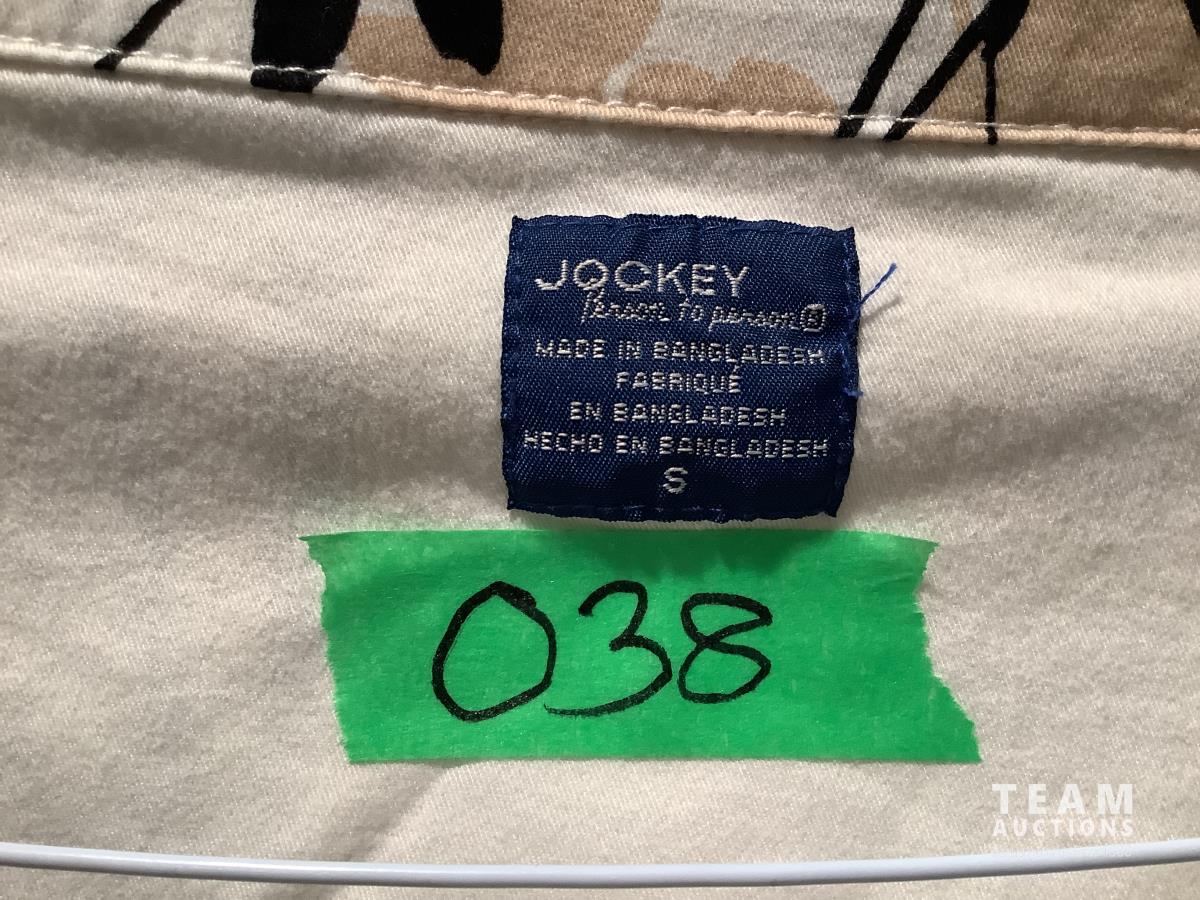 JOCKEY
Person to person®
MADE IN BANGLADESH
FABRIQUÉ
EN BANGLADESH
HECHO EN BANGLADESH
S
038
TEAM
AUCTIONS